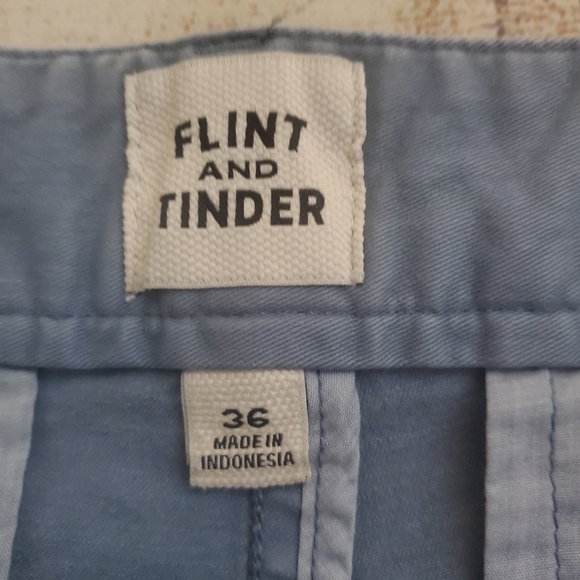 FLINT
AND
TINDER
36
MADE IN
INDONESIA